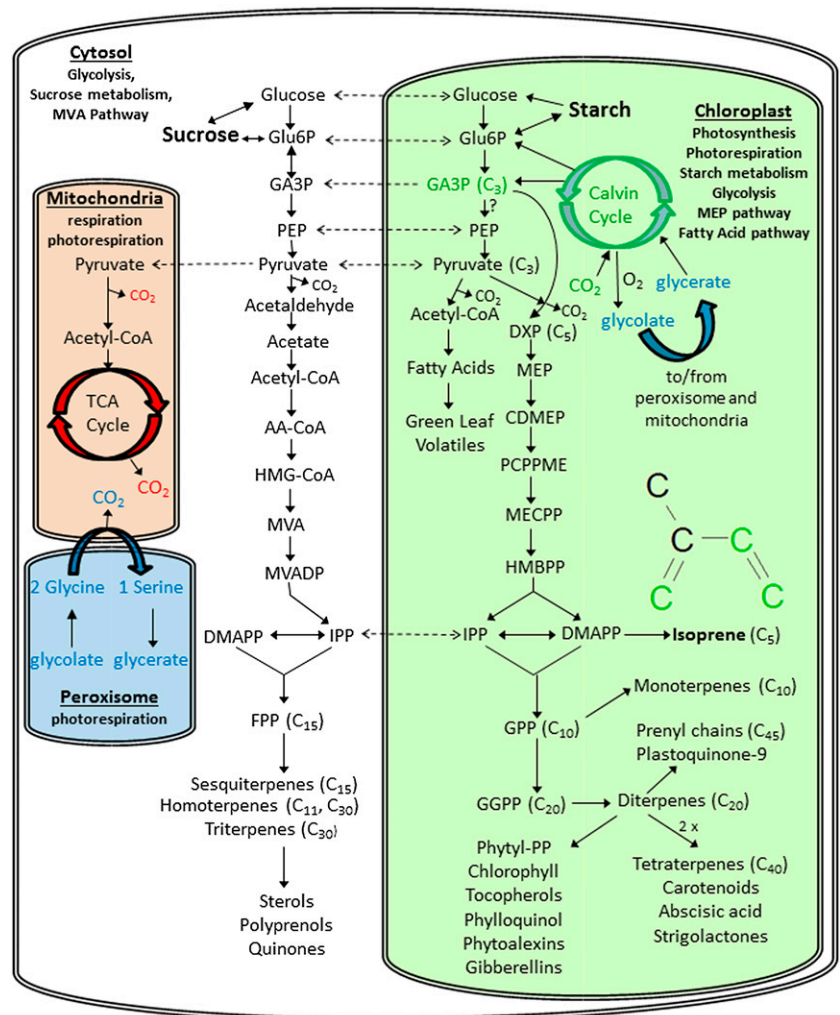 Cytosol
Glycolysis,
Sucrose metabolism,
MVA Pathway
Glucose
Sucrose
Glu6P
GA3P
PEP
Pyruvate
CO2
Acetaldehyde
Acetate
Acetyl-CoA
AA-CoA
HMG-CoA
MVA
MVADP
DMAPP
IPP
FPP (C15)
Sesquiterpenes (C15)
Homoterpenes (C11, C30)
Triterpenes (C30)
Sterols
Polyprenols
Quinones
Mitochondria
respiration
photorespiration
Pyruvate
CO2
Acetyl-CoA
TCA
Cycle
CO2
CO2
2 Glycine
1 Serine
glycolate
glycerate
Peroxisome
photorespiration
Chloroplast
Photosynthesis
Photorespiration
Starch metabolism
Glycolysis
MEP pathway
Fatty Acid pathway
Glucose
Starch
Glu6P
GA3P (C3)
?
PEP
Pyruvate (C3)
CO2
CO2
Acetyl-CoA
Fatty Acids
Green Leaf
Volatiles
Calvin
Cycle
CO2
O2
glycerate
glycolate
to/from
peroxisome and
mitochondria
DXP (C5)
MEP
CDMEP
PCPPME
MECPP
HMBPP
C
C
C
C
C
IPP
DMAPP
Isoprene (C5)
Monoterpenes (C10)
GPP (C10)
Prenyl chains (C45)
Plastoquinone-9
GGPP (C20)
Diterpenes (C20)
2 x
Phytyl-PP
Chlorophyll
Tocopherols
Phylloquinol
Phytoalexins
Gibberellins
Tetraterpenes (C40)
Carotenoids
Abscisic acid
Strigolactones